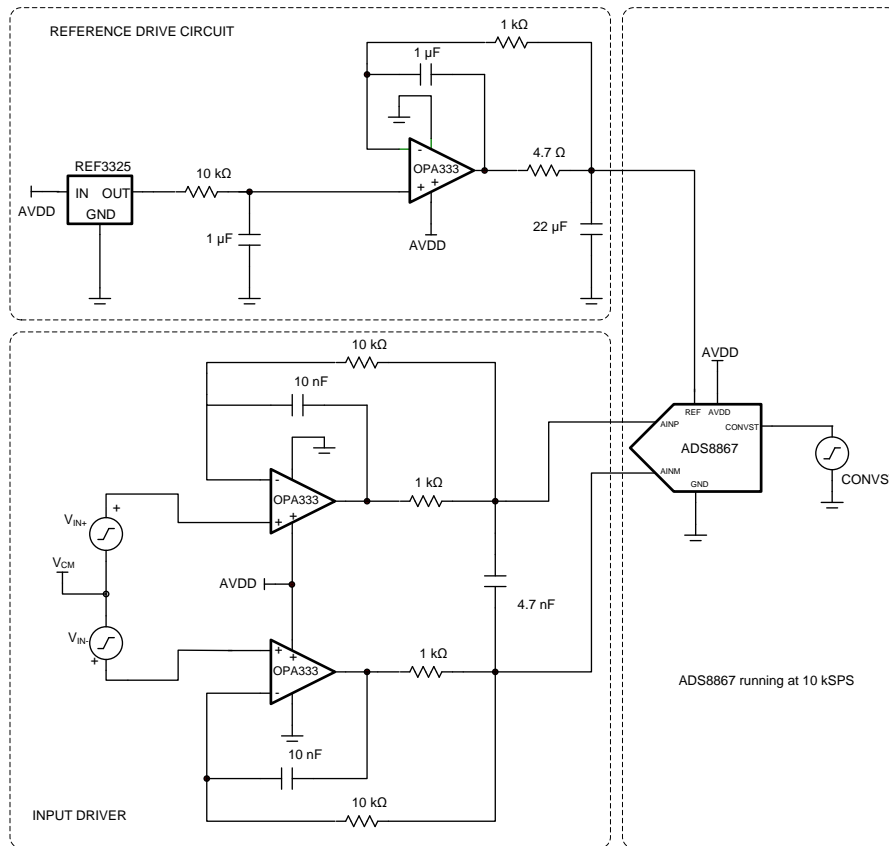 REFERENCE DRIVE CIRCUIT
1 kΩ
1 µF
-
OPA333
+ +
AVDD
4.7 Ω
22 µF
REF3325
IN OUT
GND
AVDD
10 kΩ
1 µF
10 kΩ
10 nF
-
OPA333
+ +
1 kΩ
+
VIN+
VCM
VIN-
+
AVDD
4.7 nF
+ +
OPA333
-
1 kΩ
10 nF
10 kΩ
INPUT DRIVER
AVDD
REF AVDD
AINP
CONVST
ADS8867
AINM
GND
CONVS
ADS8867 running at 10 kSPS